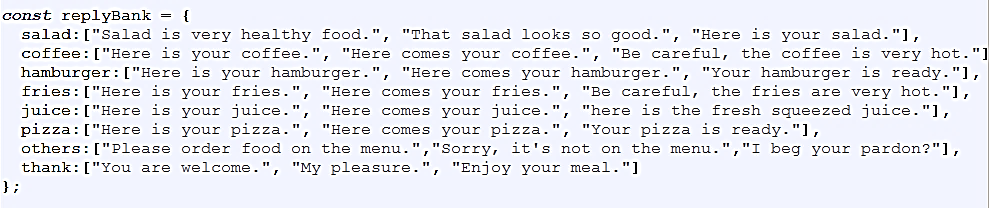 const replyBank = {
salad:["Salad is very healthy food.", "That salad looks so good.", "Here is your salad."],
coffee:["Here is your coffee.", "Here comes your coffee.", "Be careful, the coffee is very hot."]
hamburger:["Here is your hamburger.", "Here comes your hamburger.", "Your hamburger is ready."],
fries:["Here is your fries.", "Here comes your fries.", "Be careful, the fries are very hot."],
juice:["Here is your juice.", "Here comes your juice.", "here is the fresh squeezed juice."],
pizza:["Here is your pizza.", "Here comes your pizza.", "Your pizza is ready."],
others:["Please order food on the menu.","Sorry, it's not on the menu.","I beg your pardon?"],
thank:["You are welcome.", "My pleasure.", "Enjoy your meal."]
};